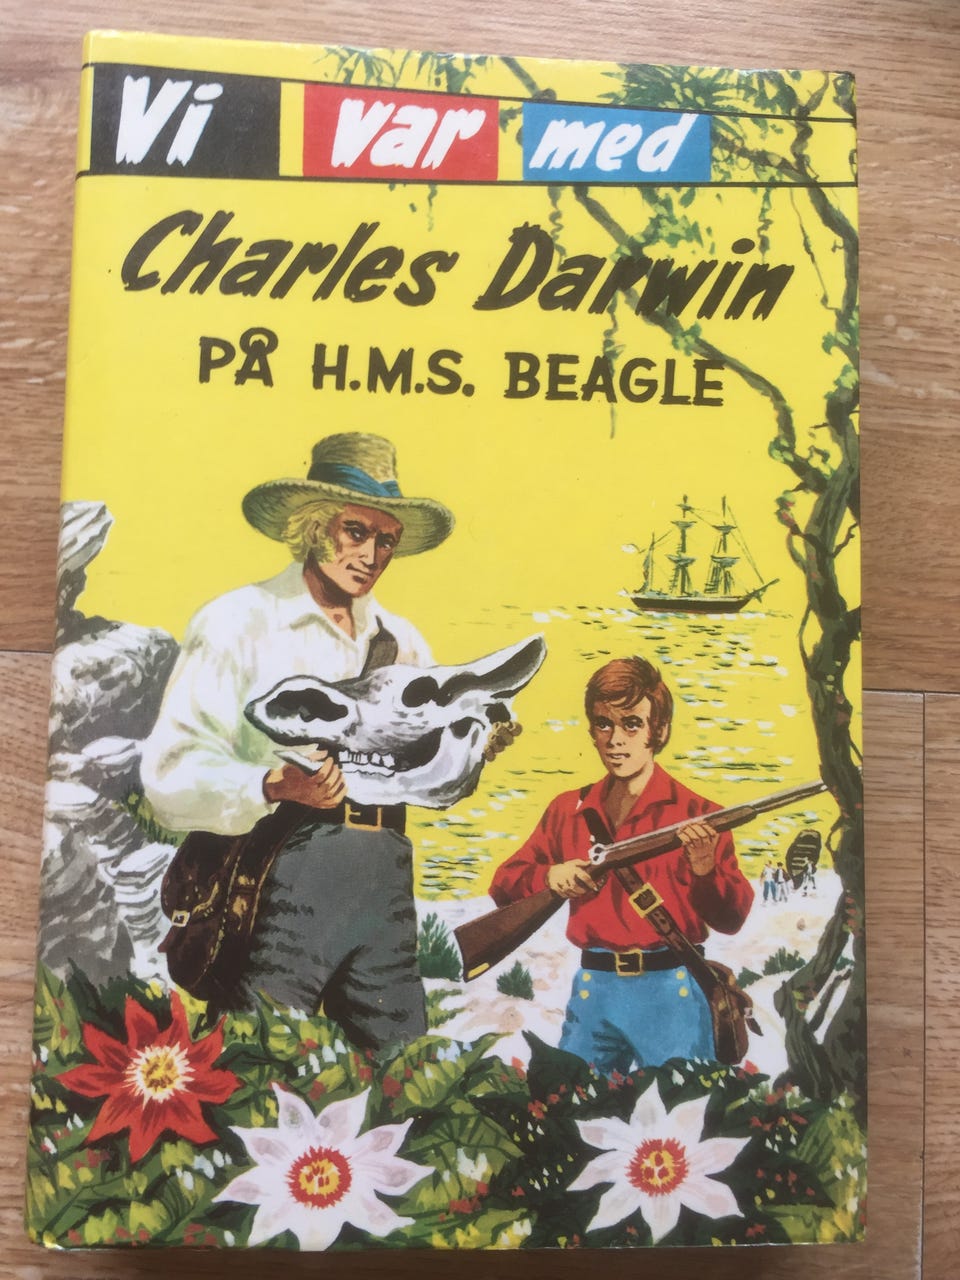 Vi var med
Charles Darwin
PÅ H.M.S. BEAGLE